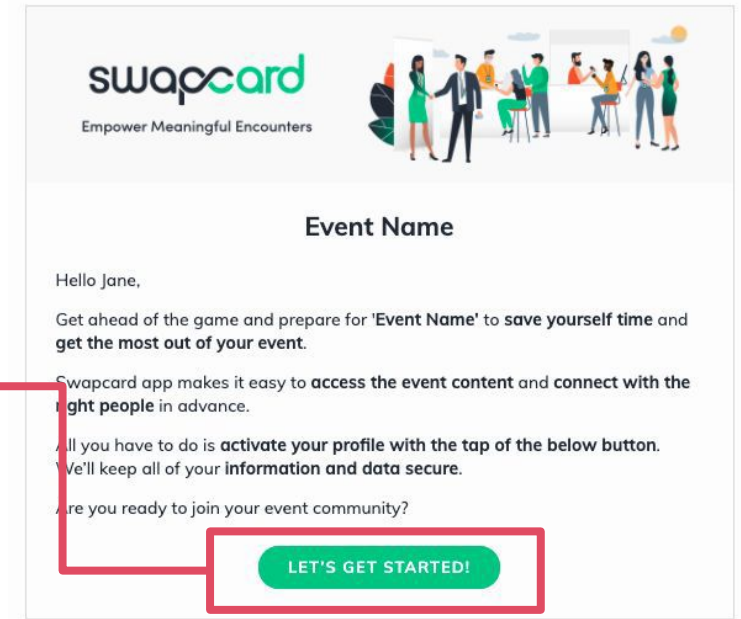 swapcard
Empower Meaningful Encounters
Event Name
Hello Jane,
Get ahead of the game and prepare for 'Event Name' to save yourself time and
get the most out of your event.
Swapcard app makes it easy to access the event content and connect with the
right people in advance.
All you have to do is activate your profile with the tap of the below button.
We'll keep all of your information and data secure.
Are you ready to join your event community?
LET'S GET STARTED!